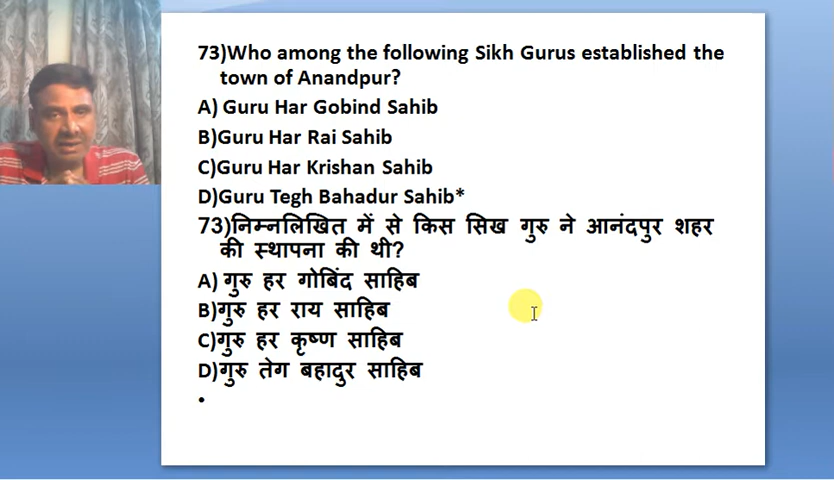 73)Who among the following Sikh Gurus established the
town of Anandpur?
A) Guru Har Gobind Sahib
B)Guru Har Rai Sahib
C)Guru Har Krishan Sahib
D)Guru Tegh Bahadur Sahib*
73)निम्नलिखित में से किस सिख गुरु ने आनंदपुर शहर
की स्थापना की थी?
A) गुरु हर गोबिंद साहिब
B)गुरु हर राय साहिब
C)गुरु हर कृष्ण साहिब
D)गुरु तेग बहादुर साहिब
•